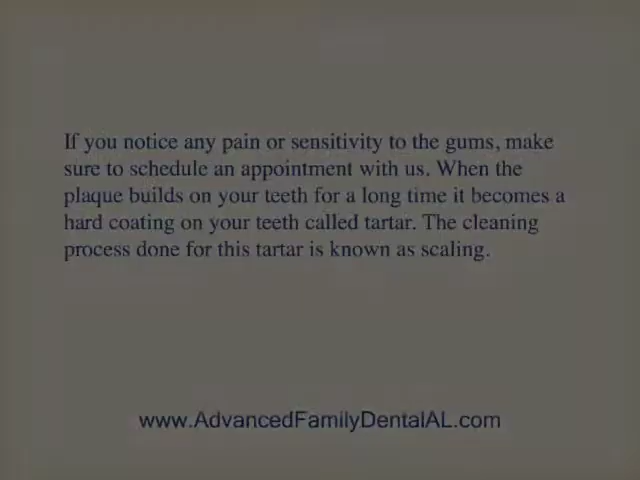 If you notice any pain or sensitivity to the gums, make
sure to schedule an appointment with us. When the
plaque builds on your teeth for a long time it becomes a
hard coating on your teeth called tartar. The cleaning
process done for this tartar is known as scaling.
www.AdvancedFamilyDentalAL.com